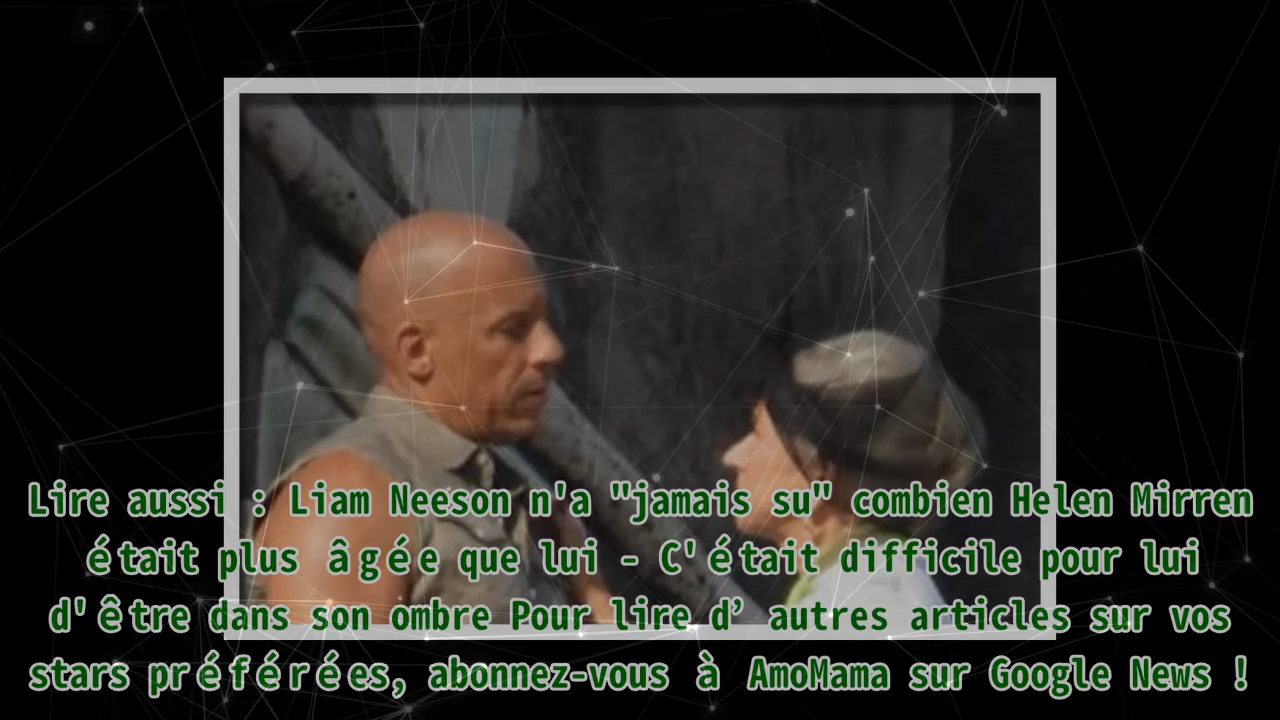 Lire aussi : Liam Neeson n'a "jamais su" combien Helen Mirren
était plus âgée que lui - C'était difficile pour lui
d'être dans son ombre Pour lire d’ autres articles sur vos
stars préférées, abonnez-vous à AmoMama sur Google News !